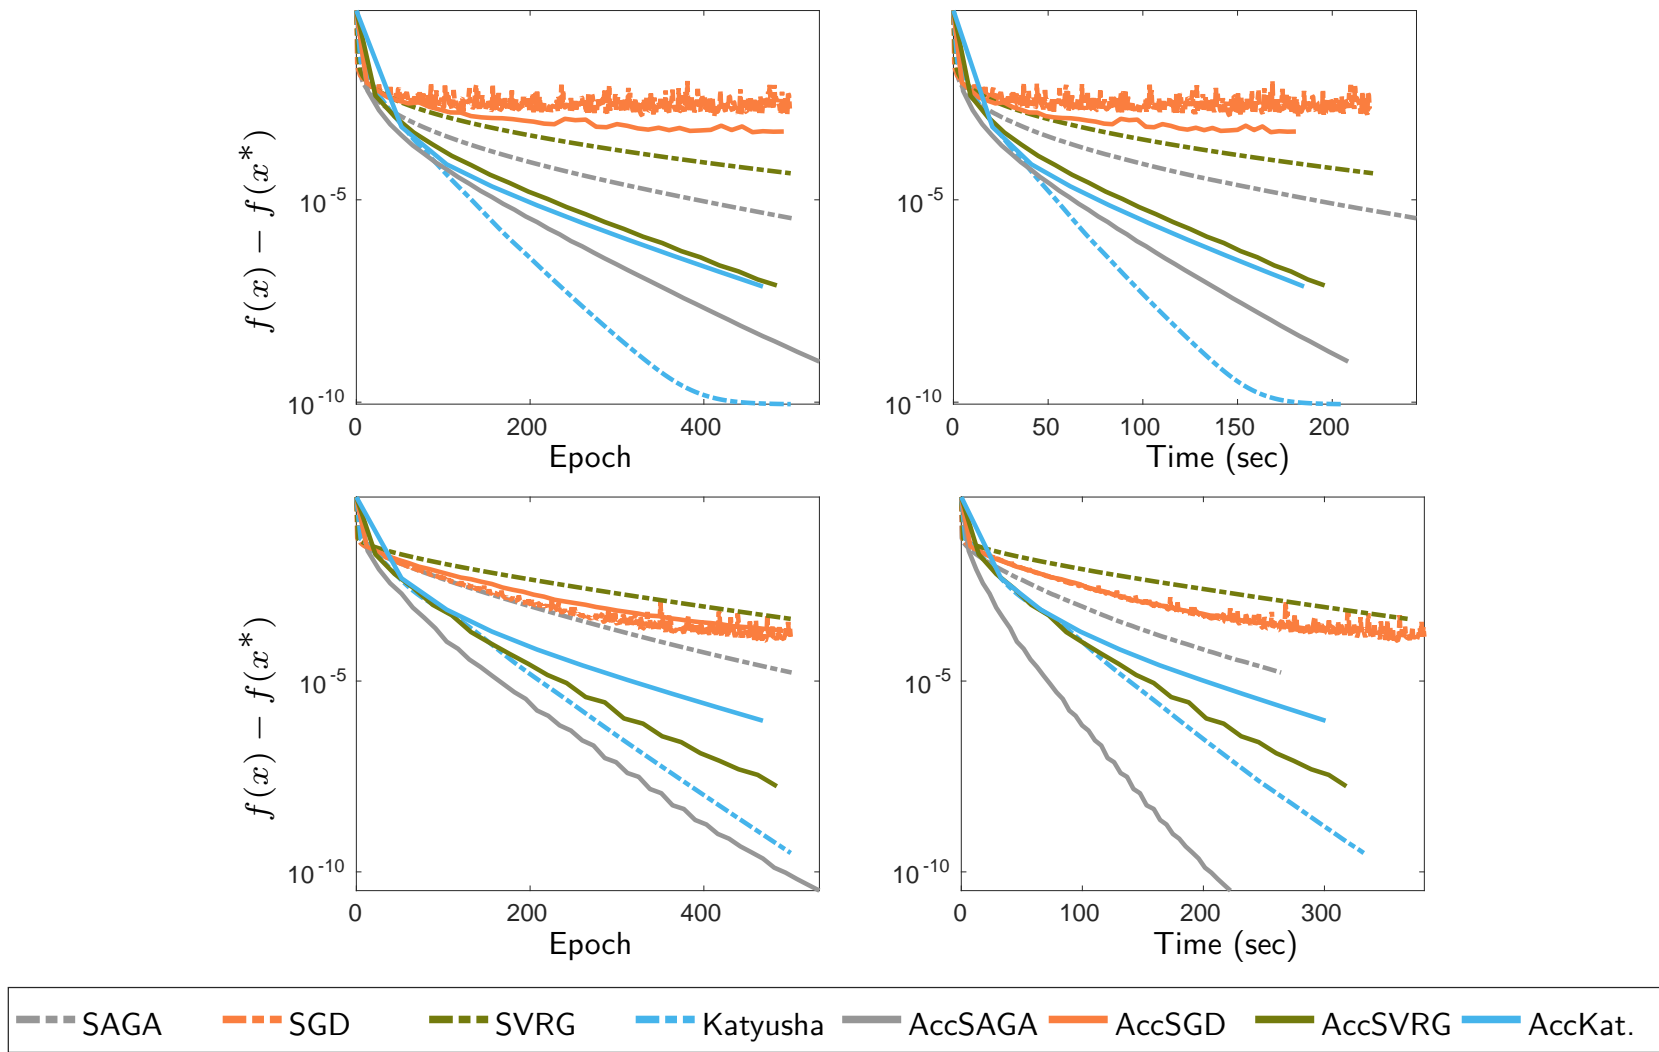 f(x) − f(x*)
10^-5
10^-10
0 200 400
Epoch
10^-5
10^-10
0 50 100 150 200
Time (sec)
f(x) − f(x*)
10^-5
10^-10
0 200 400
Epoch
10^-5
10^-10
0 100 200 300
Time (sec)
SAGA SGD SVRG Katyusha AccSAGA AccSGD AccSVRG AccKat.